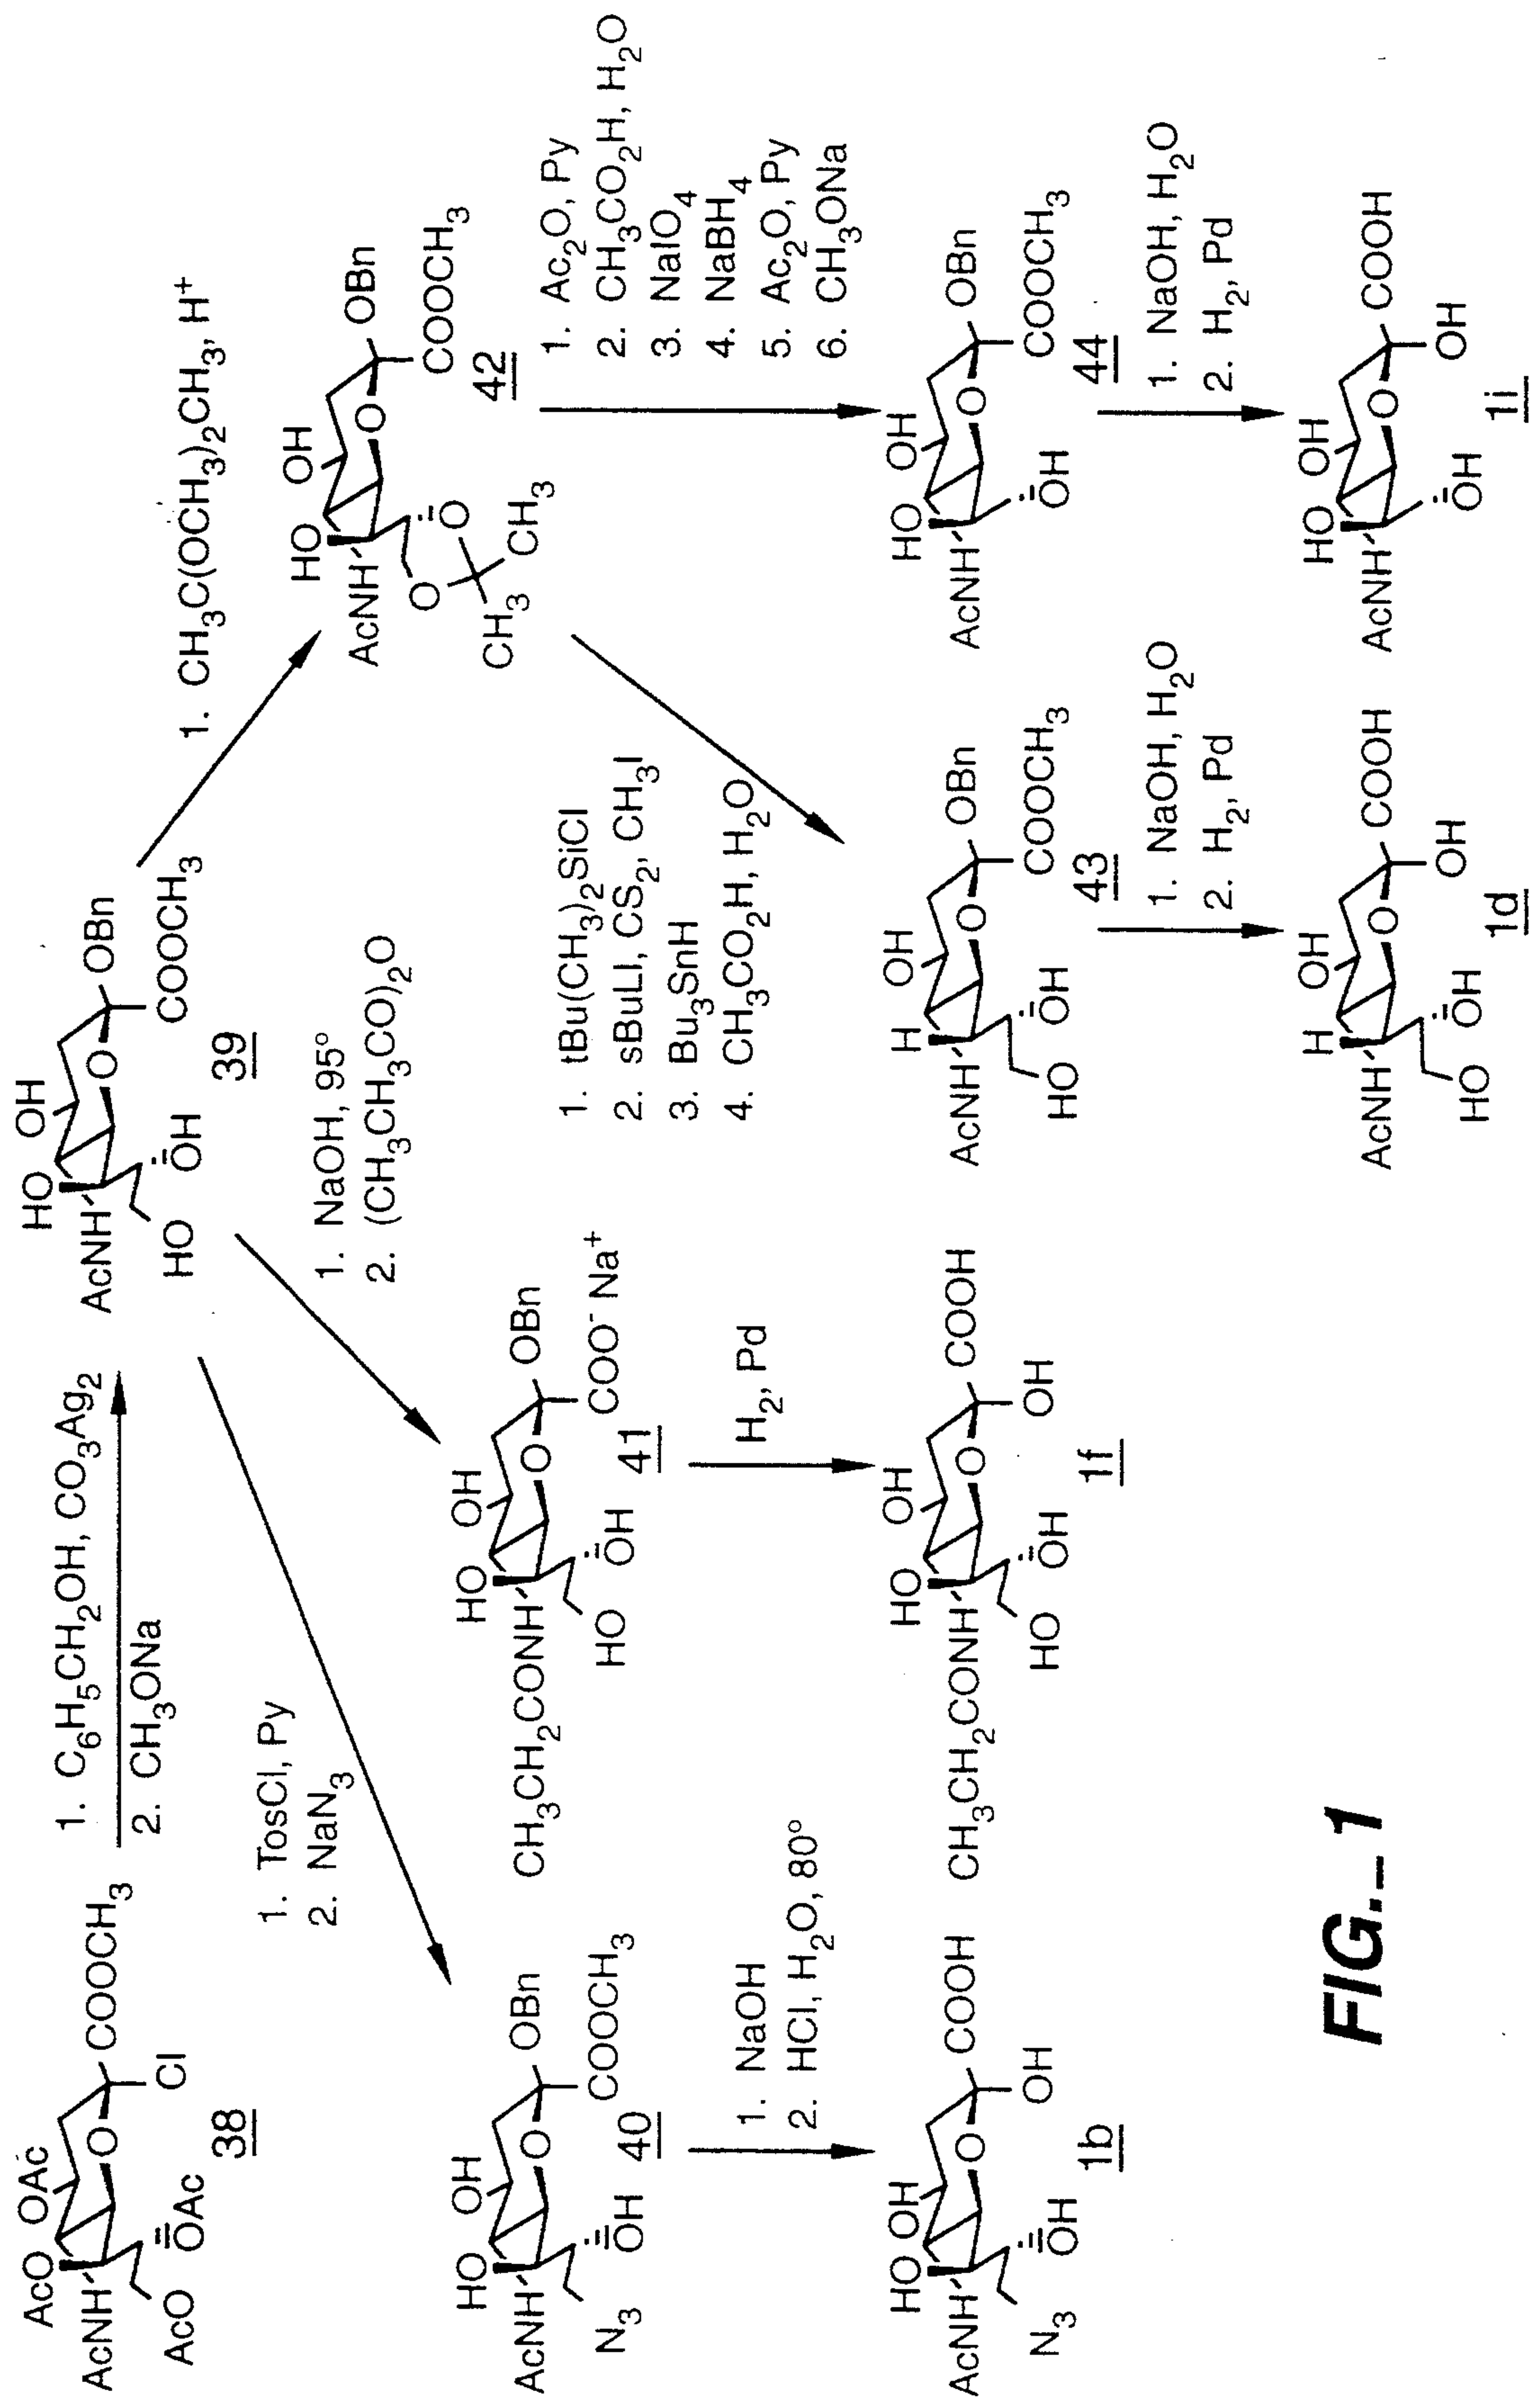 AcO OAc
AcNH
O COOCH3
AcO
OAc Cl
38
1. C6H5CH2OH, CO3Ag2
2. CH3ONa
HO OH
AcNH
O OBn
COOCH3
HO
OH
39
1. CH3C(OCH3)2CH3, H+
1. TosCl, Py
2. NaN3
1. NaOH, 95°
2. (CH3CH3CO)2O
HO OH
AcNH
O OBn
COOCH3
O O
CH3 CH3
42
HO OH
AcNH
O OBn
COOCH3
N3
OH
40
HO OH
CH3CH2CONH
O OBn
COO- Na+
HO
OH
41
1. tBu(CH3)2SiCl
2. sBuLI, CS2, CH3I
3. Bu3SnH
4. CH3CO2H, H2O
1. Ac2O, Py
2. CH3CO2H, H2O
3. NaIO4
4. NaBH4
5. Ac2O, Py
6. CH3ONa
1. NaOH
2. HCl, H2O, 80°
H2, Pd
H OH
AcNH
O OBn
COOCH3
HO
OH
43
HO OH
AcNH
O OBn
COOCH3
OH
44
HO OH
AcNH
O COOH
OH
N3
OH
1b
HO OH
CH3CH2CONH
O COOH
OH
HO
OH
1f
1. NaOH, H2O
2. H2, Pd
1. NaOH, H2O
2. H2, Pd
H OH
AcNH
O COOH
OH
HO
OH
1d
HO OH
AcNH
O COOH
OH
OH
1i
FIG._1